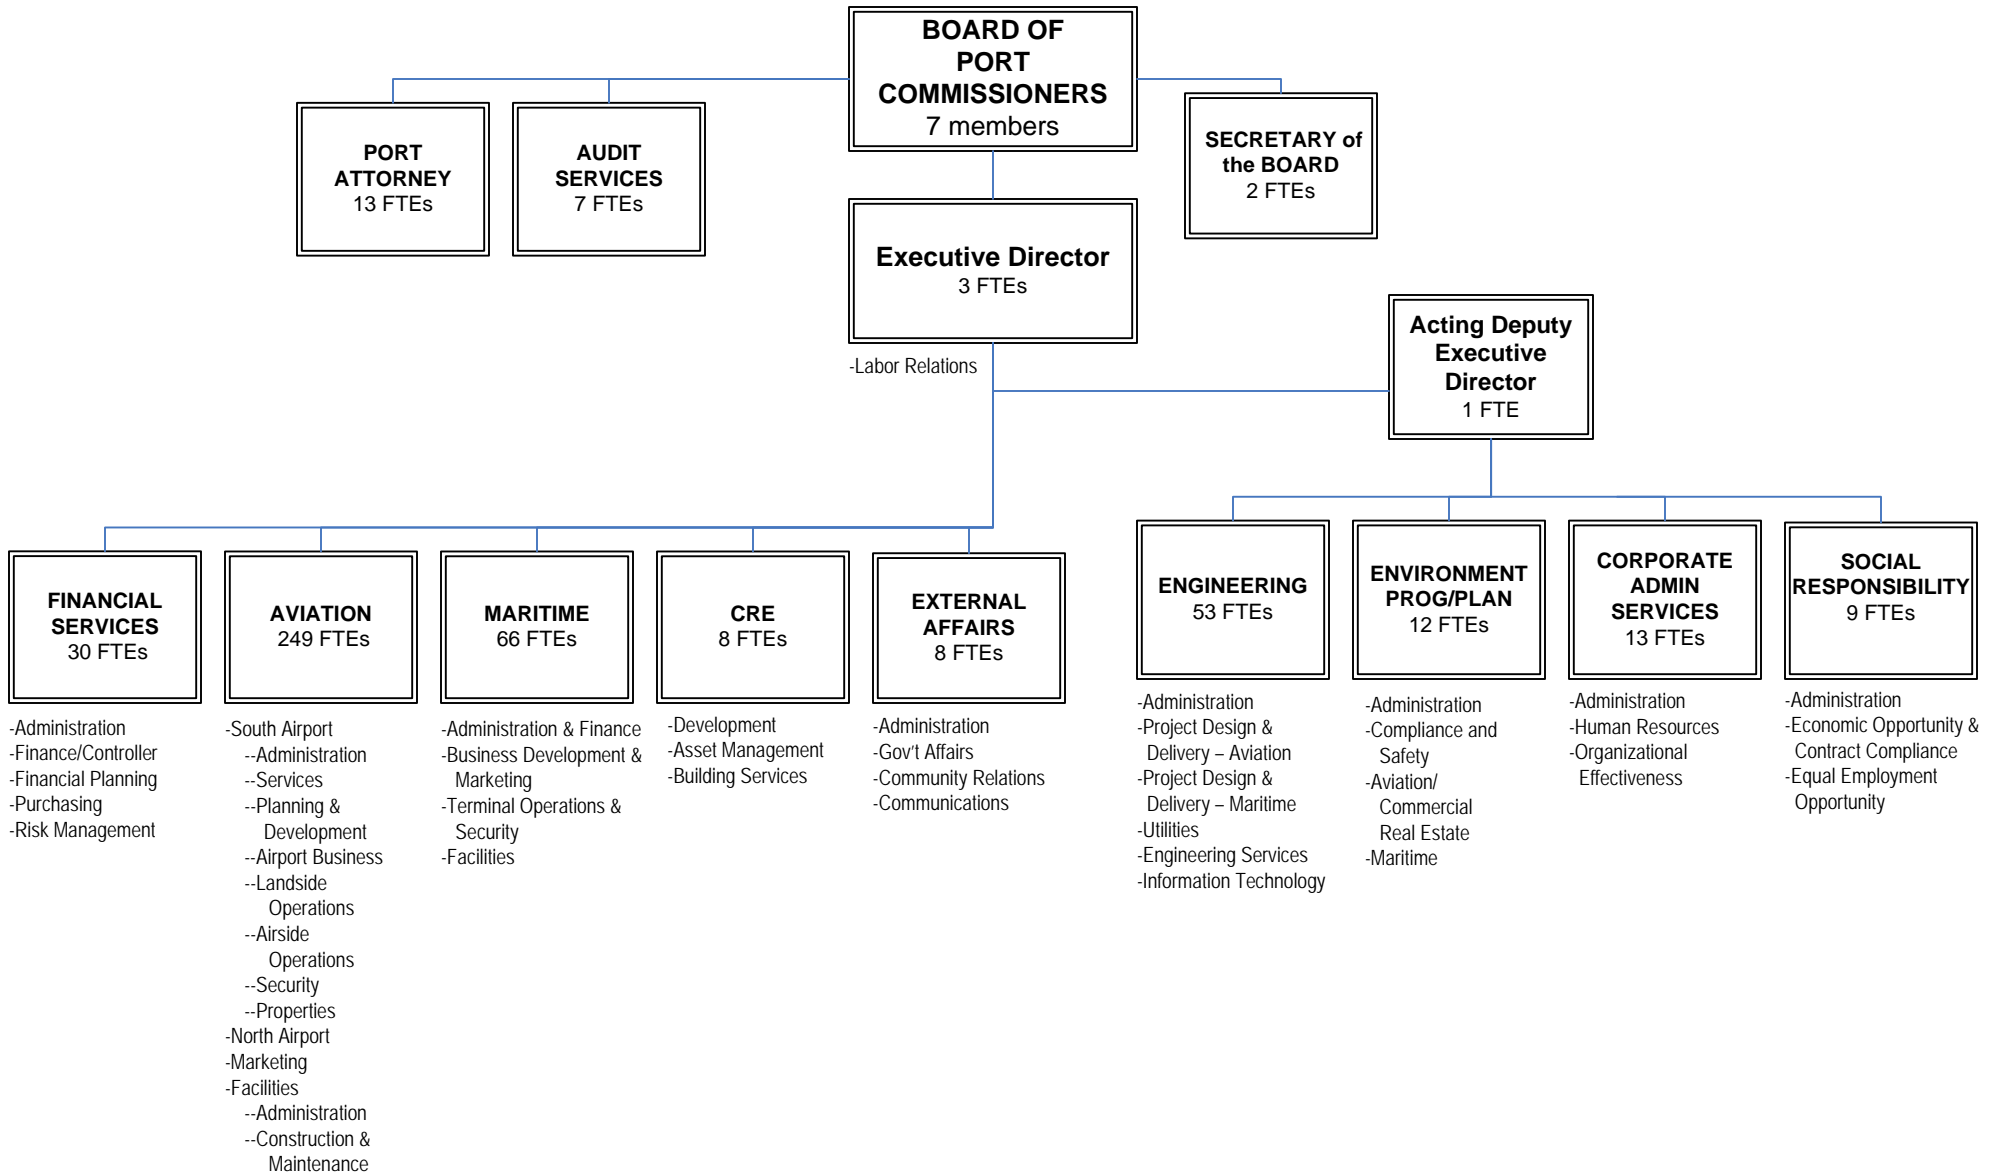 BOARD OF
PORT
COMMISSIONERS
7 members
PORT
ATTORNEY
13 FTEs
AUDIT
SERVICES
7 FTEs
SECRETARY of
the BOARD
2 FTEs
Executive Director
3 FTEs
-Labor Relations
Acting Deputy
Executive
Director
1 FTE
FINANCIAL
SERVICES
30 FTEs
-Administration
-Finance/Controller
-Financial Planning
-Purchasing
-Risk Management
AVIATION
249 FTEs
-South Airport
--Administration
--Services
--Planning &
Development
--Airport Business
--Landside
Operations
--Airside
Operations
--Security
--Properties
-North Airport
-Marketing
-Facilities
--Administration
--Construction &
Maintenance
MARITIME
66 FTEs
-Administration & Finance
-Business Development &
Marketing
-Terminal Operations &
Security
-Facilities
CRE
8 FTEs
-Development
-Asset Management
-Building Services
EXTERNAL
AFFAIRS
8 FTEs
-Administration
-Gov't Affairs
-Community Relations
-Communications
ENGINEERING
53 FTEs
-Administration
-Project Design &
Delivery – Aviation
-Project Design &
Delivery – Maritime
-Utilities
-Engineering Services
-Information Technology
ENVIRONMENT
PROG/PLAN
12 FTEs
-Administration
-Compliance and
Safety
-Aviation/
Commercial
Real Estate
-Maritime
CORPORATE
ADMIN
SERVICES
13 FTEs
-Administration
-Human Resources
-Organizational
Effectiveness
SOCIAL
RESPONSIBILITY
9 FTEs
-Administration
-Economic Opportunity &
Contract Compliance
-Equal Employment
Opportunity